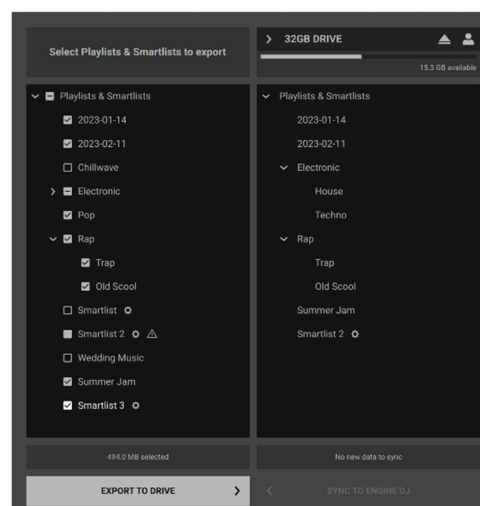 Select Playlists & Smartlists to export
Playlists & Smartlists
2023-01-14
2023-02-11
Chillwave
Electronic
Pop
Rap
Trap
Old Scool
Smartlist
Smartlist 2
Wedding Music
Summer Jam
Smartlist 3
494.0 MB selected
EXPORT TO DRIVE
32GB DRIVE
15.3 GB available
Playlists & Smartlists
2023-01-14
2023-02-11
Electronic
House
Techno
Rap
Trap
Old Scool
Summer Jam
Smartlist 2
No new data to sync
SYNC TO ENGINE DJ